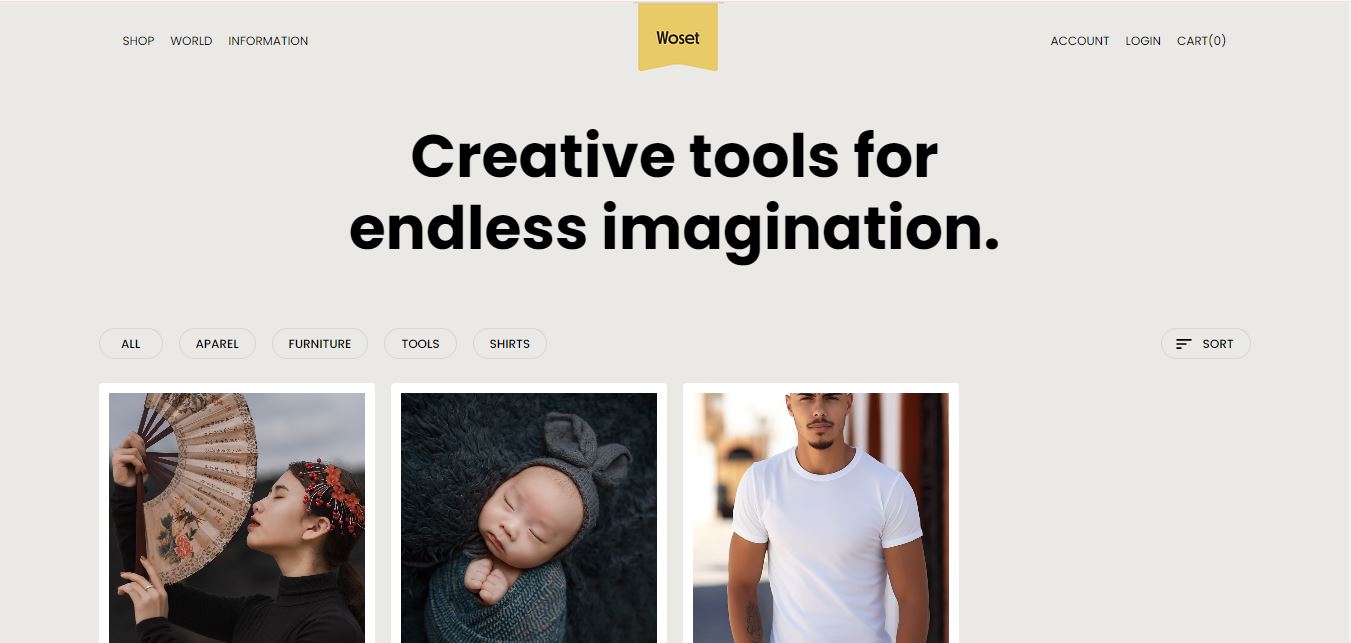 SHOP WORLD INFORMATION
Woset
ACCOUNT LOGIN CART(0)
Creative tools for
endless imagination.
ALL APAREL FURNITURE TOOLS SHIRTS
SORT